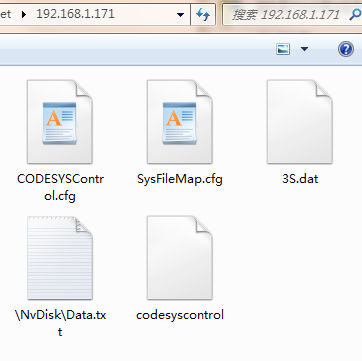 et ▸ 192.168.1.171
搜索 192.168.1.171
CODESYSContr
ol.cfg
SysFileMap.cfg
3S.dat
\NvDisk\Data.tx
t
codesyscontrol